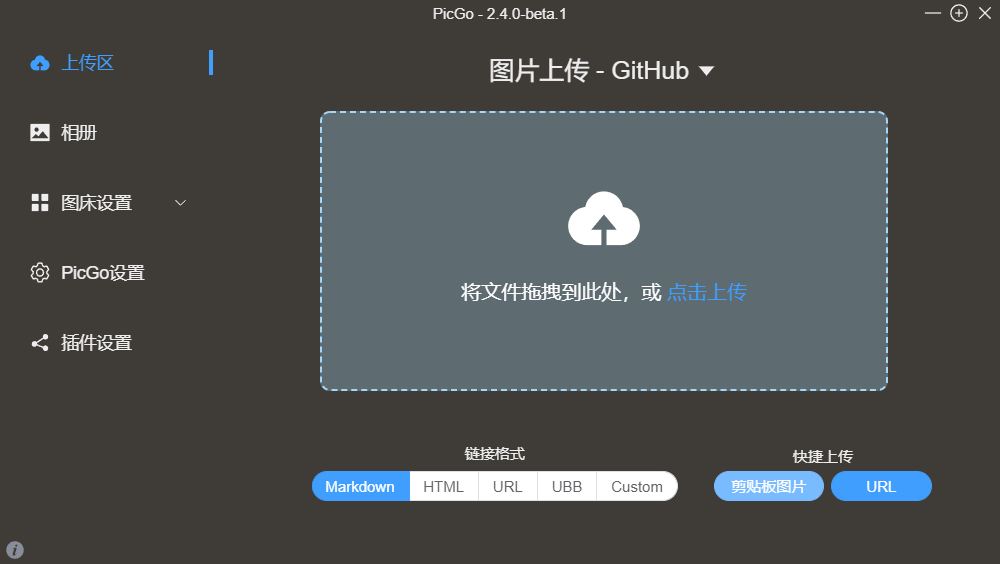 PicGo - 2.4.0-beta.1
上传区
相册
图床设置
PicGo设置
插件设置
图片上传 - GitHub
将文件拖拽到此处，或 点击上传
链接格式
Markdown HTML URL UBB Custom
快捷上传
剪贴板图片 URL